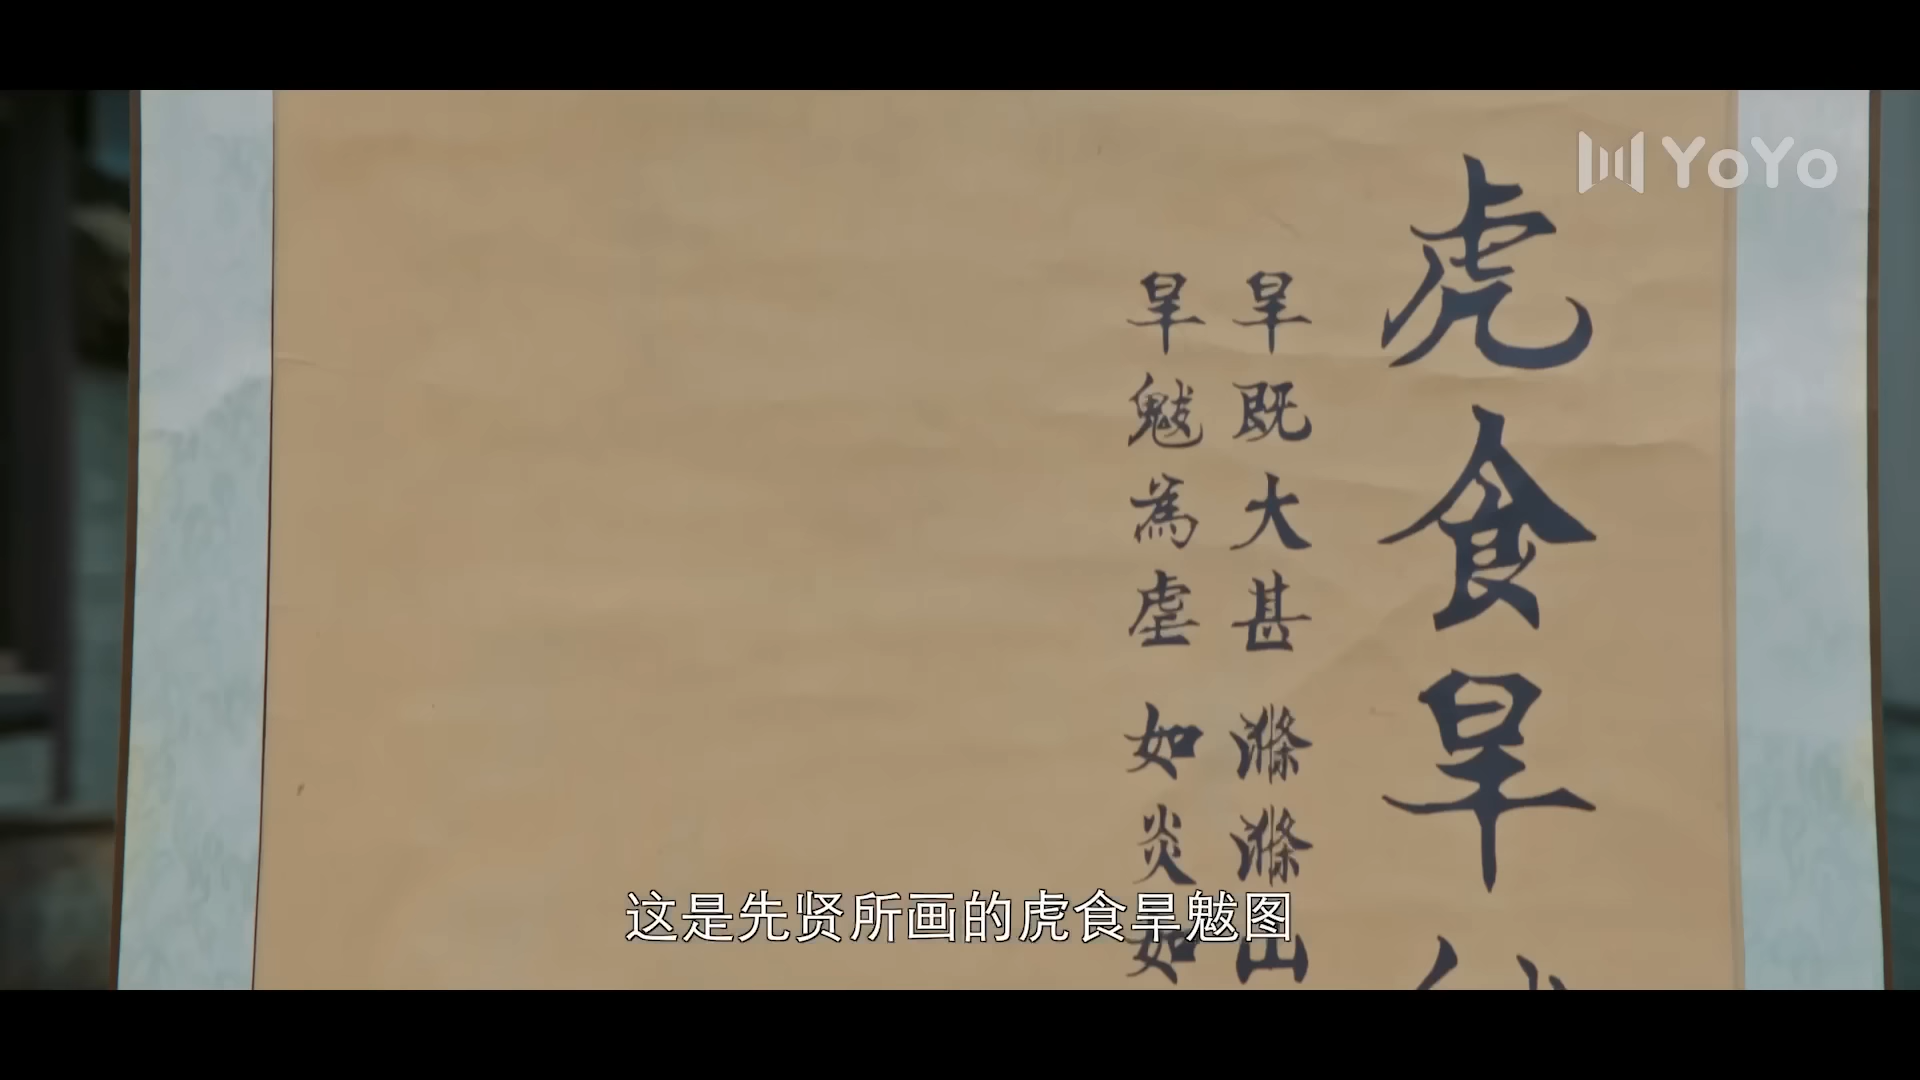 YoYo
虎食旱
旱既大甚 滌滌山
旱魃為虐 如炎如
这是先贤所画的虎食旱魃图